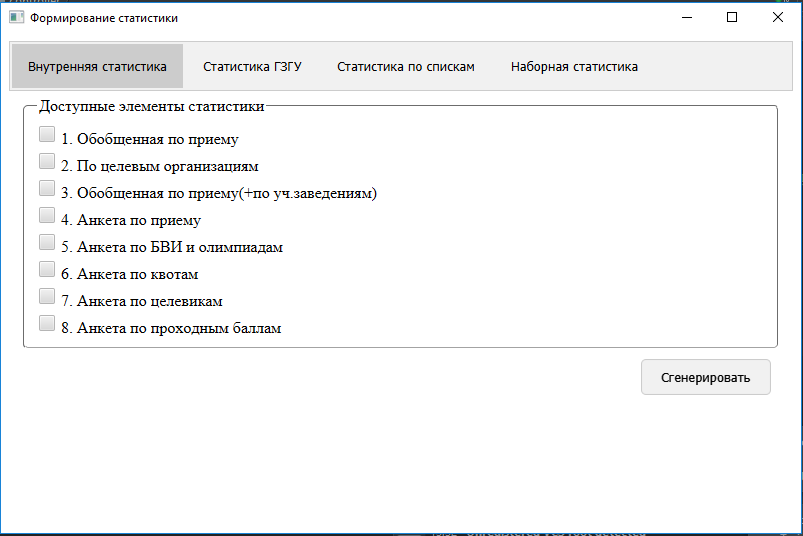 Формирование статистики
Внутренняя статистика Статистика ГЗГУ Статистика по спискам Наборная статистика
Доступные элементы статистики
1. Обобщенная по приему
2. По целевым организациям
3. Обобщенная по приему(+по уч.заведениям)
4. Анкета по приему
5. Анкета по БВИ и олимпиадам
6. Анкета по квотам
7. Анкета по целевикам
8. Анкета по проходным баллам
Сгенерировать